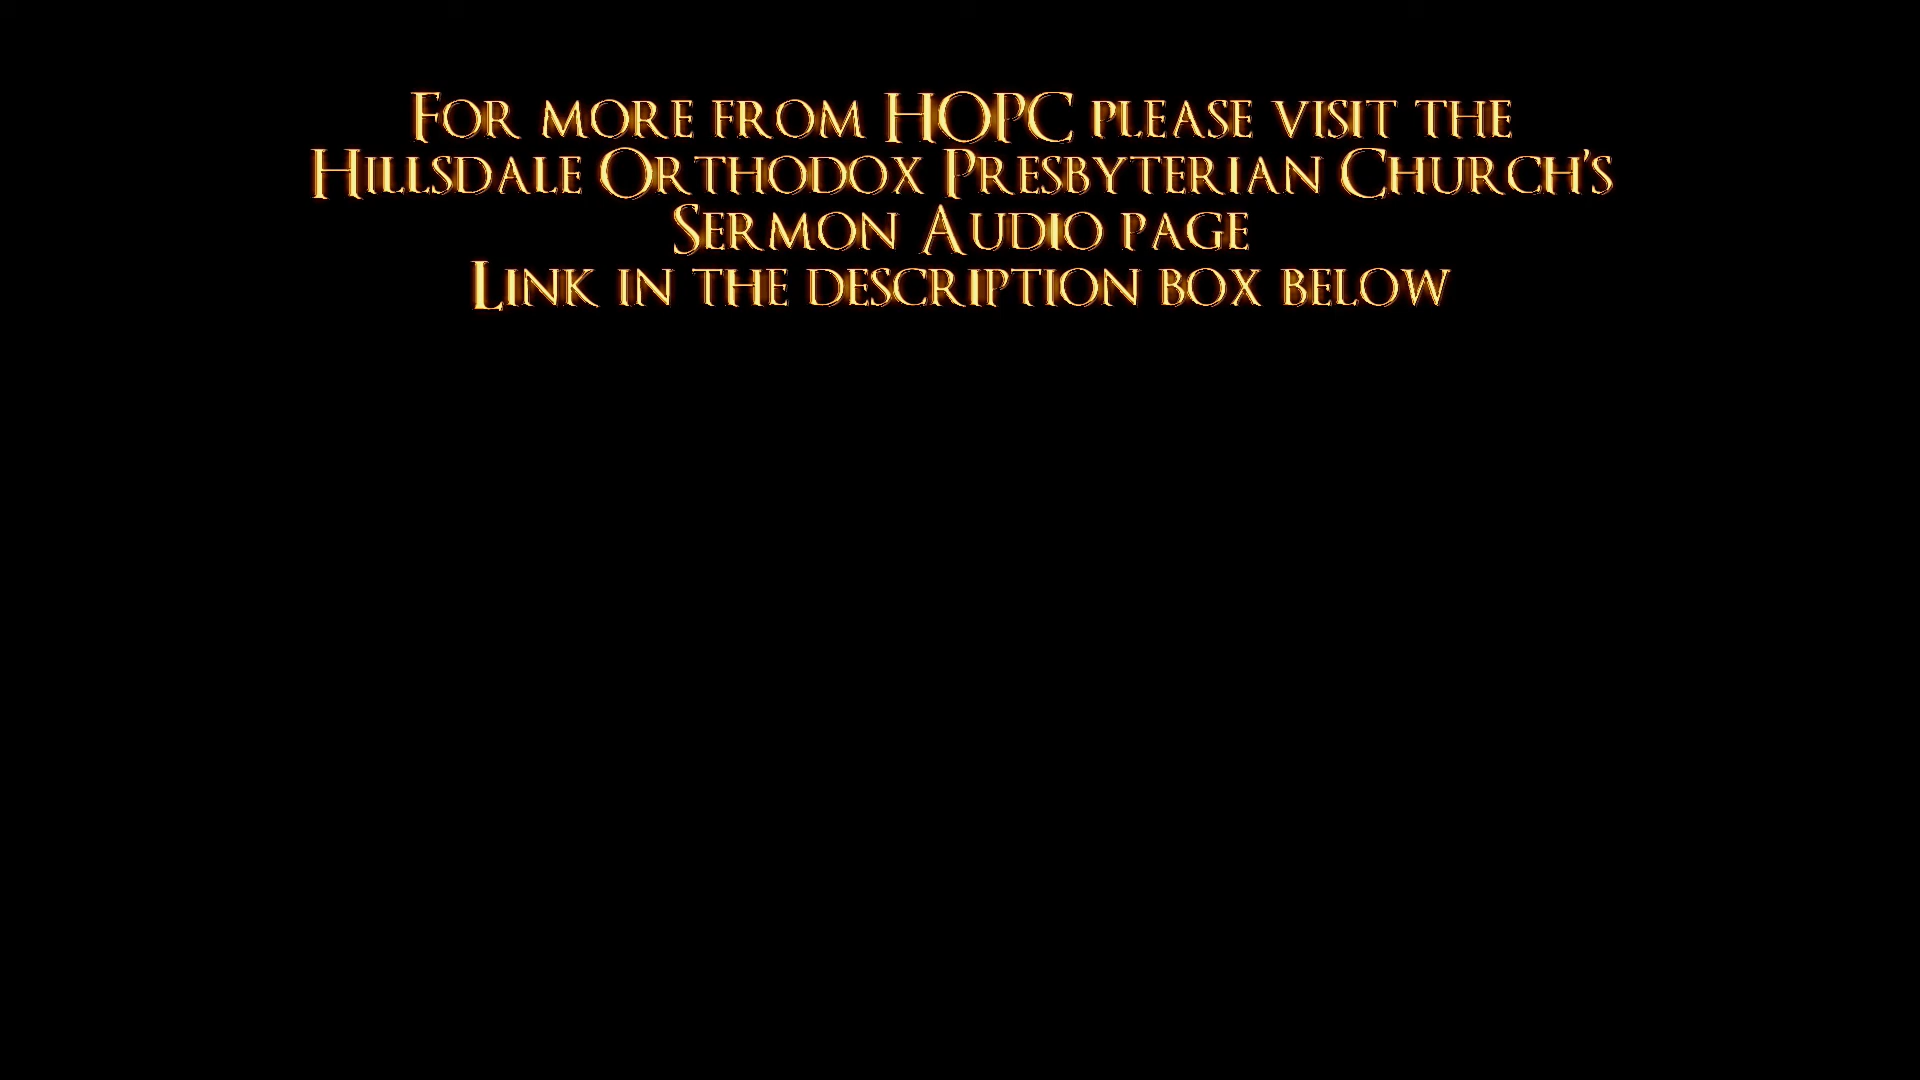 For more from HOPC please visit the
Hillsdale Orthodox Presbyterian Church's
Sermon Audio page
Link in the description box below